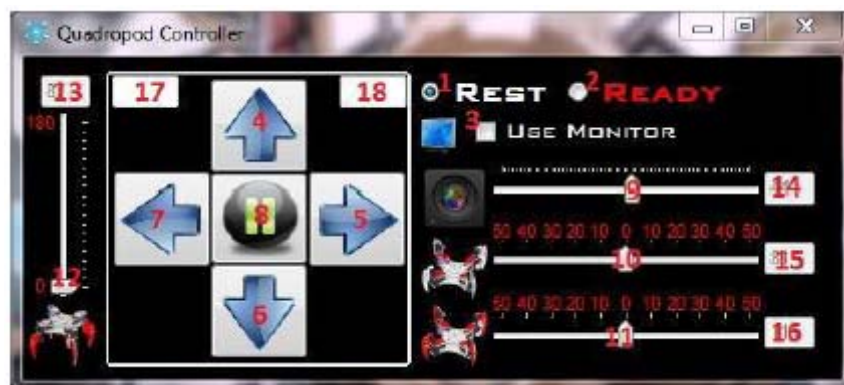 Quadropod Controller
13 17 18 1 REST 2 READY
180 4 3 USE MONITOR
7 8 5 9 14
50 40 30 20 10 0 10 20 30 40 50
0 12 10 15
6 50 40 30 20 10 0 10 20 30 40 50
11 16